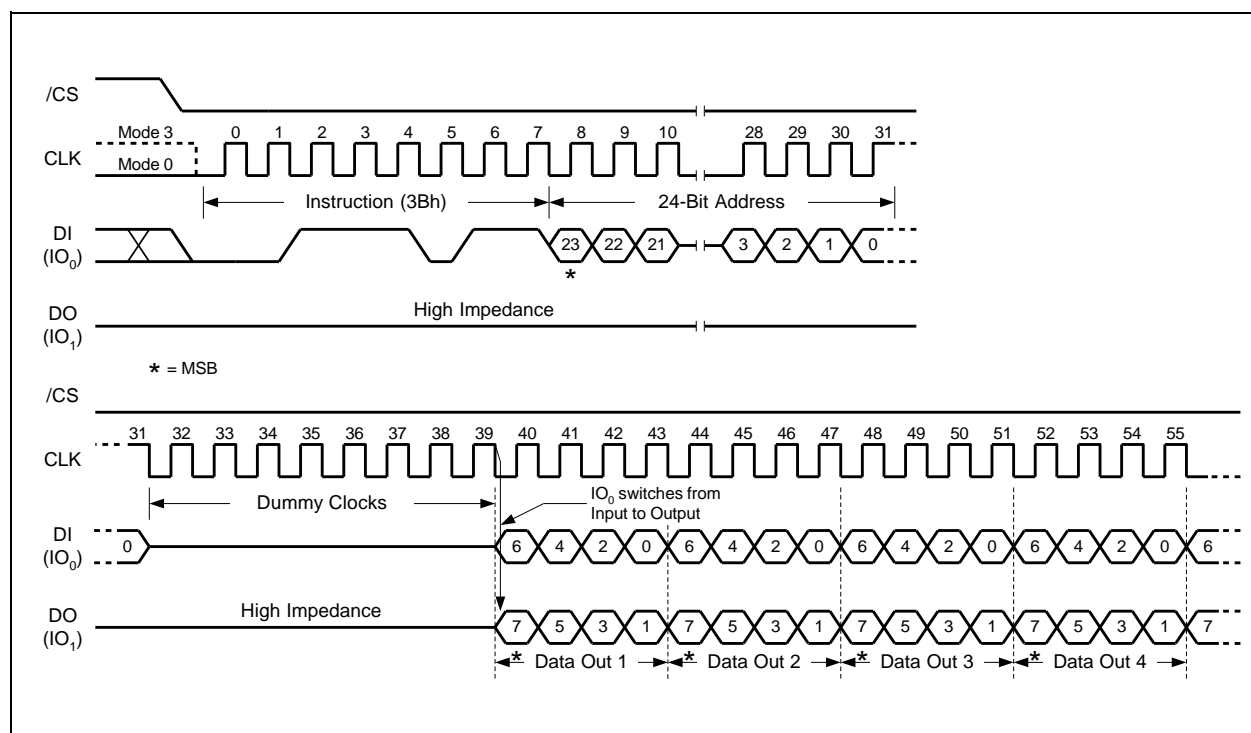 /CS
Mode 3 0 1 2 3 4 5 6 7 8 9 10 28 29 30 31
CLK
Mode 0
Instruction (3Bh) 24-Bit Address
DI
(IO0) 23 22 21 3 2 1 0
*
High Impedance
DO
(IO1)
* = MSB
/CS
31 32 33 34 35 36 37 38 39 40 41 42 43 44 45 46 47 48 49 50 51 52 53 54 55
CLK
Dummy Clocks
IO0 switches from
Input to Output
DI
(IO0) 0 6 4 2 0 6 4 2 0 6 4 2 0 6 4 2 0 6
High Impedance
DO
(IO1) 7 5 3 1 7 5 3 1 7 5 3 1 7 5 3 1 7
* Data Out 1 * Data Out 2 * Data Out 3 * Data Out 4